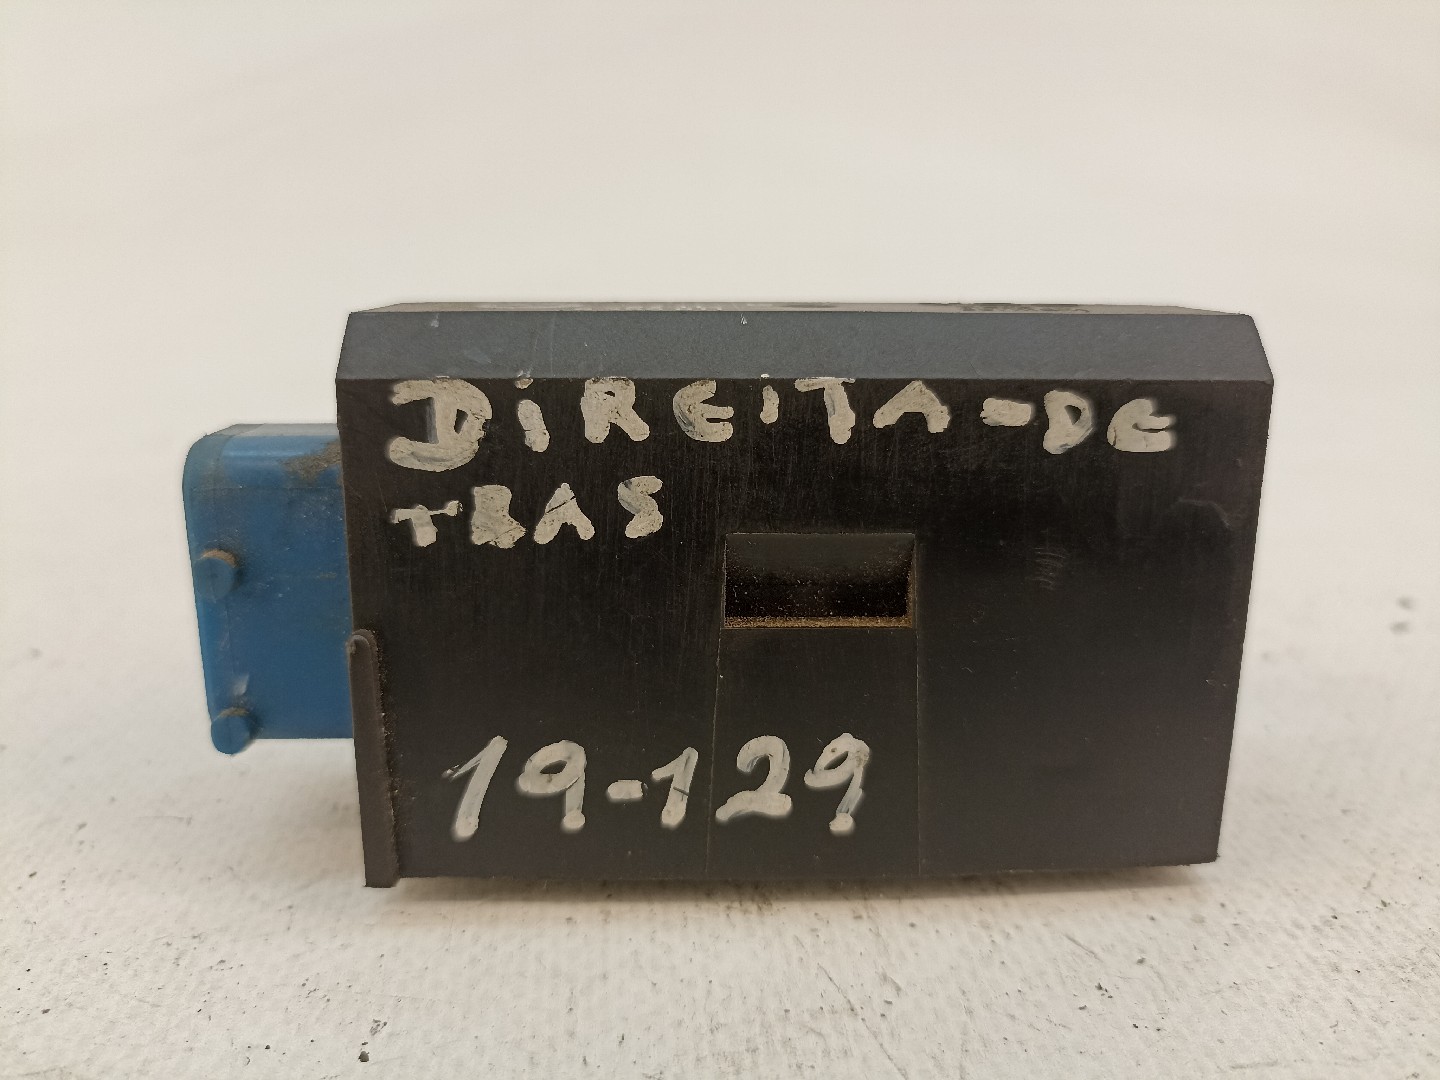 DiREiTA-DE
TRAS
19-129